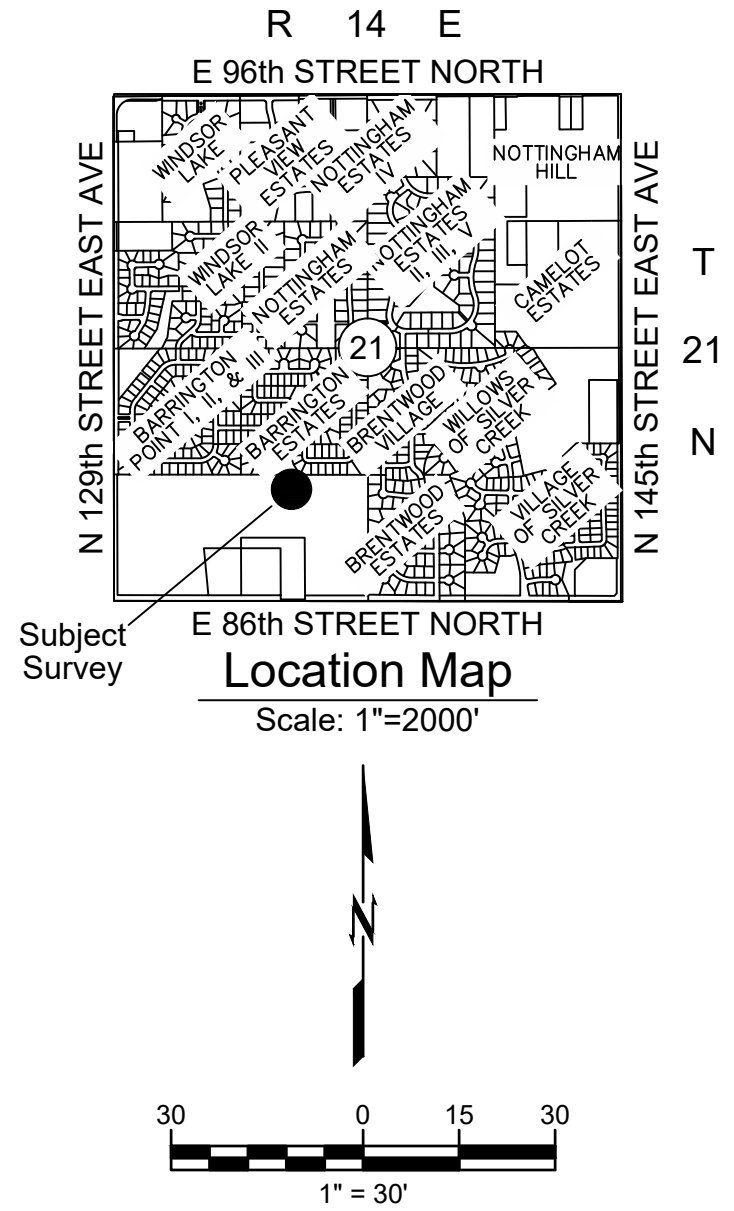 R 14 E
E 96th STREET NORTH
N 129th STREET EAST AVE
N 145th STREET EAST AVE
T
21
N
WINDSOR
LAKE
PLEASANT
VIEW
ESTATES
NOTTINGHAM
ESTATES
IV
NOTTINGHAM
HILL
WINDSOR
LAKE II
NOTTINGHAM
ESTATES
NOTTINGHAM
ESTATES
II, III, V
CAMELOT
ESTATES
21
BARRINGTON
POINT I, II, & III
BARRINGTON
ESTATES
BRENTWOOD
VILLAGE
WILLOWS
OF SILVER
CREEK
BRENTWOOD
ESTATES
VILLAGE
OF SILVER
CREEK
E 86th STREET NORTH
Subject
Survey
Location Map
Scale: 1"=2000'
N
30 0 15 30
1" = 30'